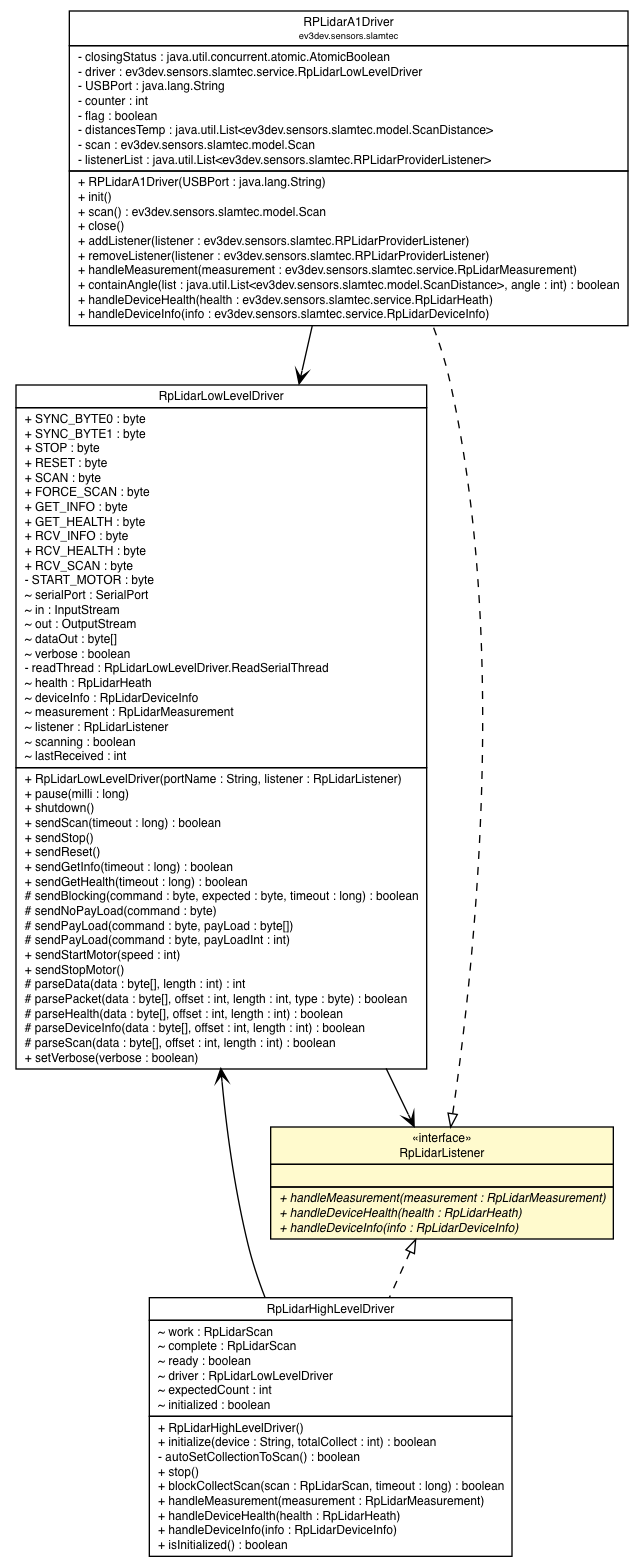 RPLidarA1Driver
ev3dev.sensors.slamtec
- closingStatus : java.util.concurrent.atomic.AtomicBoolean
- driver : ev3dev.sensors.slamtec.service.RpLidarLowLevelDriver
- USBPort : java.lang.String
- counter : int
- flag : boolean
- distancesTemp : java.util.List<ev3dev.sensors.slamtec.model.ScanDistance>
- scan : ev3dev.sensors.slamtec.model.Scan
- listenerList : java.util.List<ev3dev.sensors.slamtec.RPLidarProviderListener>
+ RPLidarA1Driver(USBPort : java.lang.String)
+ init()
+ scan() : ev3dev.sensors.slamtec.model.Scan
+ close()
+ addListener(listener : ev3dev.sensors.slamtec.RPLidarProviderListener)
+ removeListener(listener : ev3dev.sensors.slamtec.RPLidarProviderListener)
+ handleMeasurement(measurement : ev3dev.sensors.slamtec.service.RpLidarMeasurement)
+ containAngle(list : java.util.List<ev3dev.sensors.slamtec.model.ScanDistance>, angle : int) : boolean
+ handleDeviceHealth(health : ev3dev.sensors.slamtec.service.RpLidarHeath)
+ handleDeviceInfo(info : ev3dev.sensors.slamtec.service.RpLidarDeviceInfo)
RpLidarLowLevelDriver
+ SYNC_BYTE0 : byte
+ SYNC_BYTE1 : byte
+ STOP : byte
+ RESET : byte
+ SCAN : byte
+ FORCE_SCAN : byte
+ GET_INFO : byte
+ GET_HEALTH : byte
+ RCV_INFO : byte
+ RCV_HEALTH : byte
+ RCV_SCAN : byte
- START_MOTOR : byte
~ serialPort : SerialPort
~ in : InputStream
~ out : OutputStream
~ dataOut : byte[]
~ verbose : boolean
- readThread : RpLidarLowLevelDriver.ReadSerialThread
~ health : RpLidarHeath
~ deviceInfo : RpLidarDeviceInfo
~ measurement : RpLidarMeasurement
~ listener : RpLidarListener
~ scanning : boolean
~ lastReceived : int
+ RpLidarLowLevelDriver(portName : String, listener : RpLidarListener)
+ pause(milli : long)
+ shutdown()
+ sendScan(timeout : long) : boolean
+ sendStop()
+ sendReset()
+ sendGetInfo(timeout : long) : boolean
+ sendGetHealth(timeout : long) : boolean
# sendBlocking(command : byte, expected : byte, timeout : long) : boolean
# sendNoPayLoad(command : byte)
# sendPayLoad(command : byte, payLoad : byte[])
# sendPayLoad(command : byte, payLoadInt : int)
+ sendStartMotor(speed : int)
+ sendStopMotor()
# parseData(data : byte[], length : int) : int
# parsePacket(data : byte[], offset : int, length : int, type : byte) : boolean
# parseHealth(data : byte[], offset : int, length : int) : boolean
# parseDeviceInfo(data : byte[], offset : int, length : int) : boolean
# parseScan(data : byte[], offset : int, length : int) : boolean
+ setVerbose(verbose : boolean)
«interface»
RpLidarListener
+ handleMeasurement(measurement : RpLidarMeasurement)
+ handleDeviceHealth(health : RpLidarHeath)
+ handleDeviceInfo(info : RpLidarDeviceInfo)
RpLidarHighLevelDriver
~ work : RpLidarScan
~ complete : RpLidarScan
~ ready : boolean
~ driver : RpLidarLowLevelDriver
~ expectedCount : int
~ initialized : boolean
+ RpLidarHighLevelDriver()
+ initialize(device : String, totalCollect : int) : boolean
- autoSetCollectionToScan() : boolean
+ stop()
+ blockCollectScan(scan : RpLidarScan, timeout : long) : boolean
+ handleMeasurement(measurement : RpLidarMeasurement)
+ handleDeviceHealth(health : RpLidarHeath)
+ handleDeviceInfo(info : RpLidarDeviceInfo)
+ isInitialized() : boolean